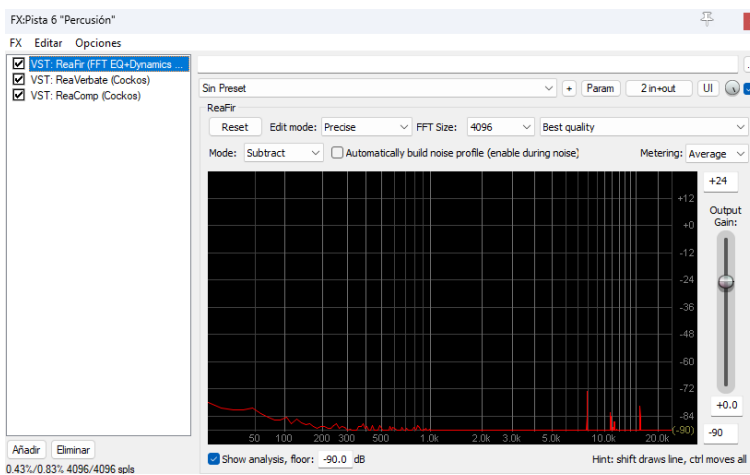 FX:Pista 6 "Percusión"
FX Editar Opciones
VST: ReaFir (FFT EQ+Dynamics ...
VST: ReaVerbate (Cockos)
VST: ReaComp (Cockos)
Sin Preset + Param 2 in+out UI
ReaFir
Reset Edit mode: Precise FFT Size: 4096 Best quality
Mode: Subtract Automatically build noise profile (enable during noise) Metering: Average
+24
+12
Output
Gain:
+0
-12
-24
-36
-48
-60
-72
+0.0
-84
(-90) -90
50 100 200 300 500 1.0k 2.0k 3.0k 5.0k 10.0k 20.0k
Añadir Eliminar
Show analysis, floor: -90.0 dB Hint: shift draws line, ctrl moves all
0.43%/0.83% 4096/4096 spls